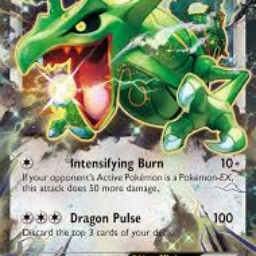 Intensifying Burn 10+
If your opponent's Active Pokémon is a Pokémon-EX,
this attack does 50 more damage.
Dragon Pulse 100
Discard the top 3 cards of your deck.